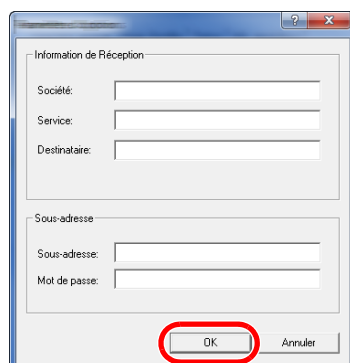 Information de Réception
Société:
Service:
Destinataire:
Sous-adresse
Sous-adresse:
Mot de passe:
OK Annuler